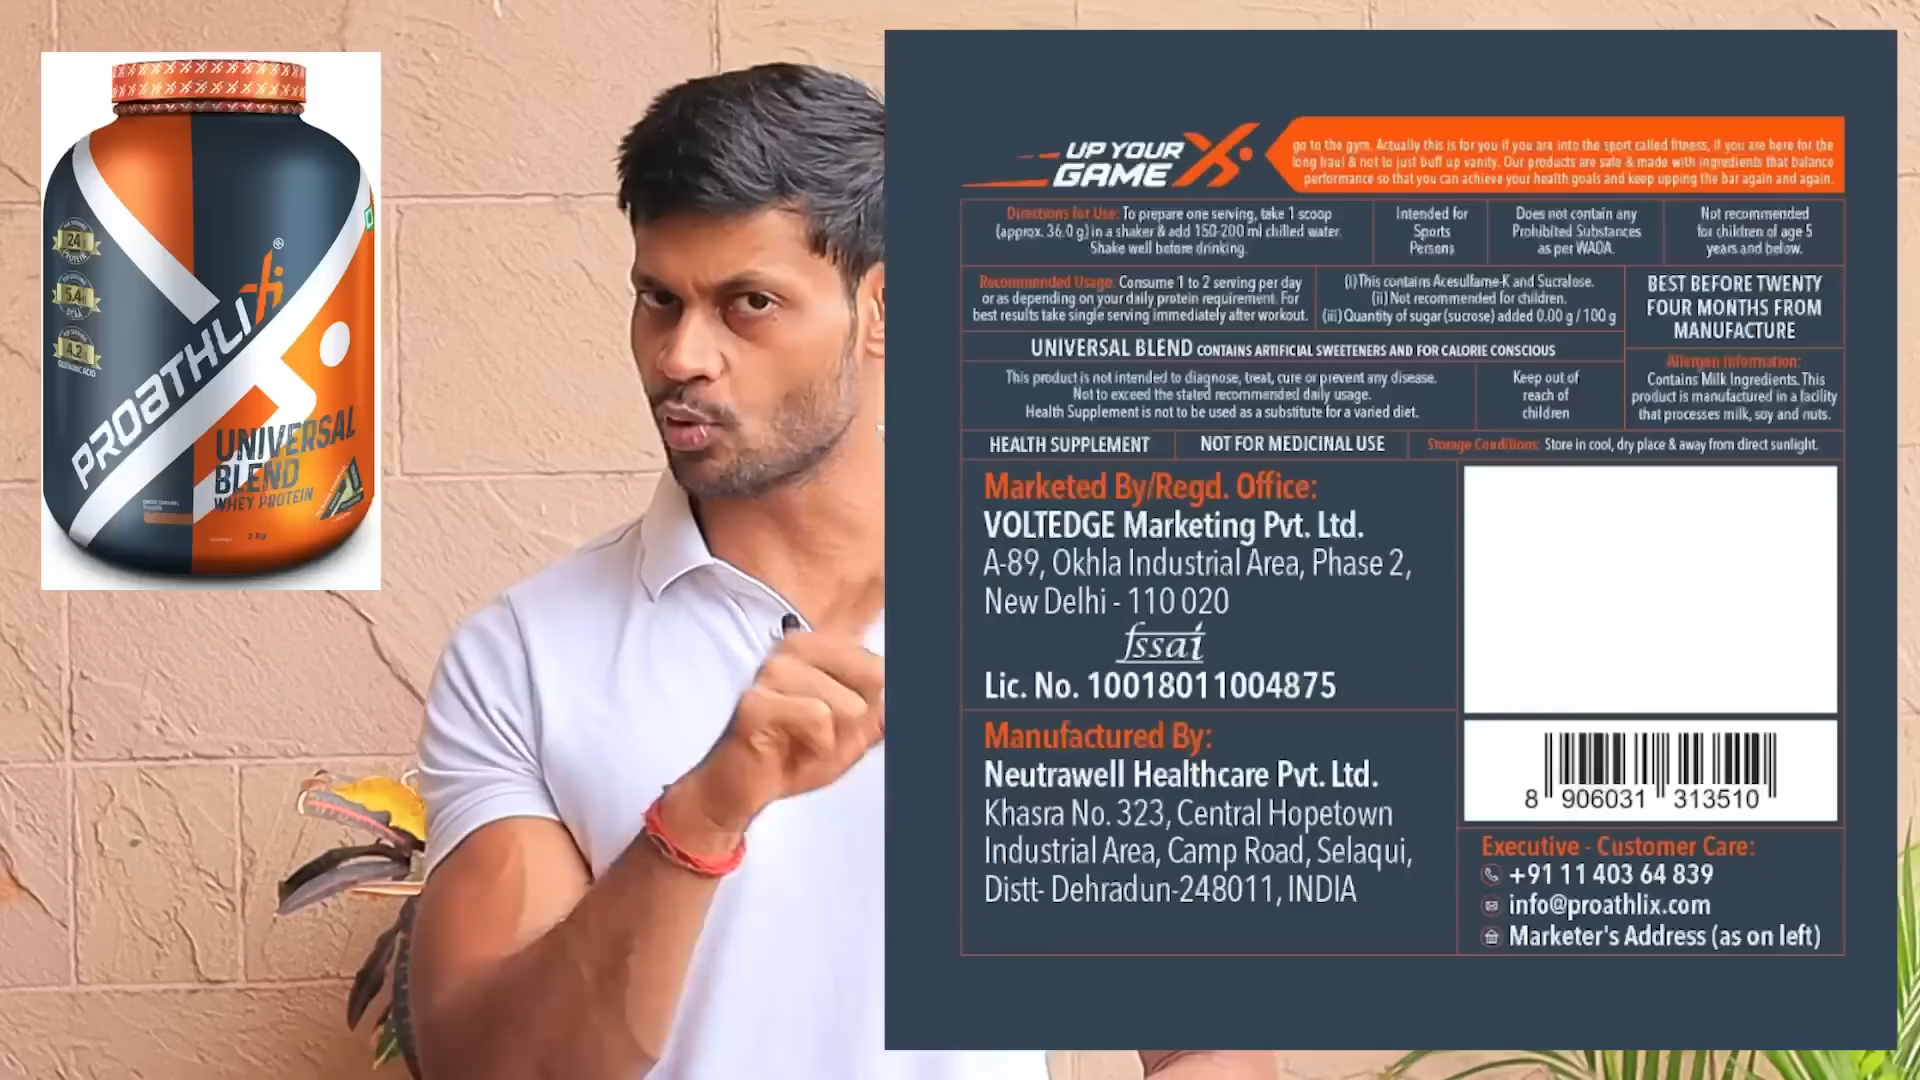 24g
PROTEIN
5.4g
BCAA
4.2g
GLUTAMIC ACID
PROATHLIX®
UNIVERSAL
BLEND
WHEY PROTEIN
2 Kg
UP YOUR
GAME
go to the gym. Actually this is for you if you are into the sport called fitness, if you are here for the
long haul & not to just buff up vanity. Our products are safe & made with ingredients that balance
performance so that you can achieve your health goals and keep upping the bar again and again.
Directions for Use: To prepare one serving, take 1 scoop
(approx. 36.0 g) in a shaker & add 150-200 ml chilled water.
Shake well before drinking.
Intended for
Sports
Persons
Does not contain any
Prohibited Substances
as per WADA.
Not recommended
for children of age 5
years and below.
Recommended Usage: Consume 1 to 2 serving per day
or as depending on your daily protein requirement. For
best results take single serving immediately after workout.
(i) This contains Acesulfame-K and Sucralose.
(ii) Not recommended for children.
(iii) Quantity of sugar (sucrose) added 0.00 g / 100 g
BEST BEFORE TWENTY
FOUR MONTHS FROM
MANUFACTURE
UNIVERSAL BLEND CONTAINS ARTIFICIAL SWEETENERS AND FOR CALORIE CONSCIOUS
Allergen Information:
Contains Milk Ingredients. This
product is manufactured in a facility
that processes milk, soy and nuts.
This product is not intended to diagnose, treat, cure or prevent any disease.
Not to exceed the stated recommended daily usage.
Health Supplement is not to be used as a substitute for a varied diet.
Keep out of
reach of
children
HEALTH SUPPLEMENT
NOT FOR MEDICINAL USE
Storage Conditions: Store in cool, dry place & away from direct sunlight.
Marketed By/Regd. Office:
VOLTEDGE Marketing Pvt. Ltd.
A-89, Okhla Industrial Area, Phase 2,
New Delhi - 110 020
fssai
Lic. No. 10018011004875
Manufactured By:
Neutrawell Healthcare Pvt. Ltd.
Khasra No. 323, Central Hopetown
Industrial Area, Camp Road, Selaqui,
Distt- Dehradun-248011, INDIA
8 906031 313510
Executive - Customer Care:
+91 11 403 64 839
info@proathlix.com
Marketer's Address (as on left)